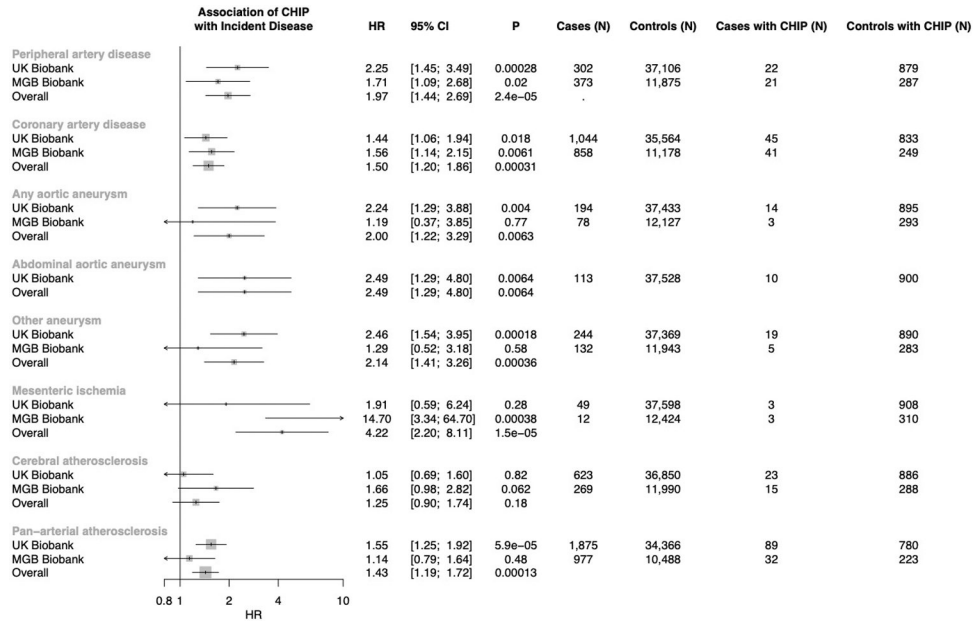 Association of CHIP
with Incident Disease HR 95% CI P Cases (N) Controls (N) Cases with CHIP (N) Controls with CHIP (N)
Peripheral artery disease
UK Biobank 2.25 [1.45; 3.49] 0.00028 302 37,106 22 879
MGB Biobank 1.71 [1.09; 2.68] 0.02 373 11,875 21 287
Overall 1.97 [1.44; 2.69] 2.4e−05 .
Coronary artery disease
UK Biobank 1.44 [1.06; 1.94] 0.018 1,044 35,564 45 833
MGB Biobank 1.56 [1.14; 2.15] 0.0061 858 11,178 41 249
Overall 1.50 [1.20; 1.86] 0.00031
Any aortic aneurysm
UK Biobank 2.24 [1.29; 3.88] 0.004 194 37,433 14 895
MGB Biobank 1.19 [0.37; 3.85] 0.77 78 12,127 3 293
Overall 2.00 [1.22; 3.29] 0.0063
Abdominal aortic aneurysm
UK Biobank 2.49 [1.29; 4.80] 0.0064 113 37,528 10 900
Overall 2.49 [1.29; 4.80] 0.0064
Other aneurysm
UK Biobank 2.46 [1.54; 3.95] 0.00018 244 37,369 19 890
MGB Biobank 1.29 [0.52; 3.18] 0.58 132 11,943 5 283
Overall 2.14 [1.41; 3.26] 0.00036
Mesenteric ischemia
UK Biobank 1.91 [0.59; 6.24] 0.28 49 37,598 3 908
MGB Biobank 14.70 [3.34; 64.70] 0.00038 12 12,424 3 310
Overall 4.22 [2.20; 8.11] 1.5e−05
Cerebral atherosclerosis
UK Biobank 1.05 [0.69; 1.60] 0.82 623 36,850 23 886
MGB Biobank 1.66 [0.98; 2.82] 0.062 269 11,990 15 288
Overall 1.25 [0.90; 1.74] 0.18
Pan−arterial atherosclerosis
UK Biobank 1.55 [1.25; 1.92] 5.9e−05 1,875 34,366 89 780
MGB Biobank 1.14 [0.79; 1.64] 0.48 977 10,488 32 223
Overall 1.43 [1.19; 1.72] 0.00013
0.8 1 2 4 10
HR